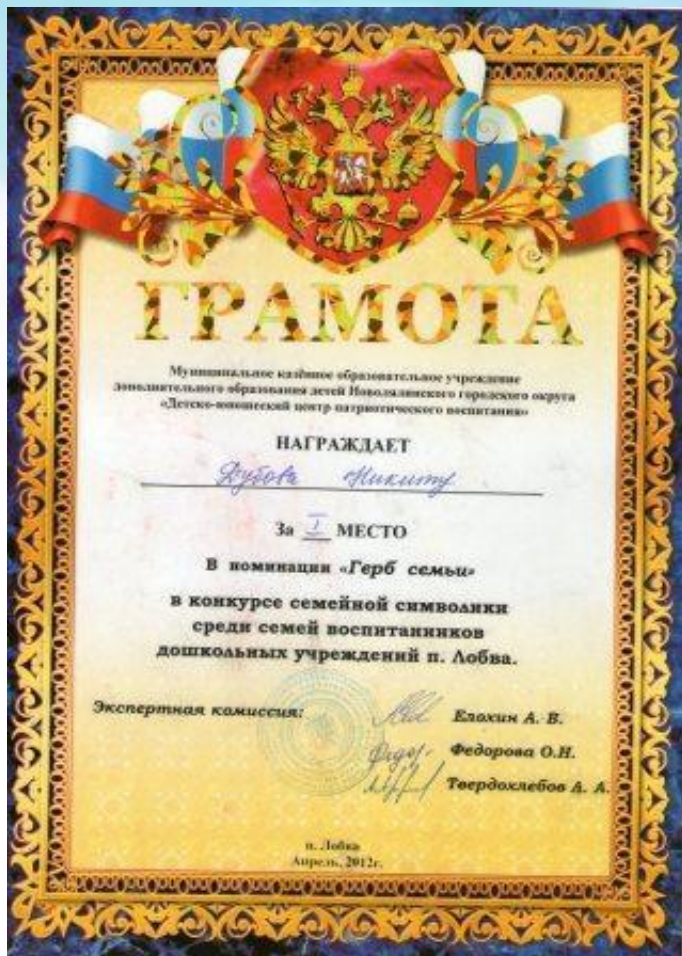 ГРАМОТА
Муниципальное казённое образовательное учреждение
дополнительного образования детей Новолялинского городского округа
«Детско-юношеский центр патриотического воспитания»
НАГРАЖДАЕТ
Дубова Никиту
За I МЕСТО
В номинации «Герб семьи»
в конкурсе семейной символики
среди семей воспитанников
дошкольных учреждений п. Лобва.
Экспертная комиссия:
Елохин А. В.
Федорова О.Н.
Твердохлебов А. А.
п. Лобва
Апрель, 2012г.